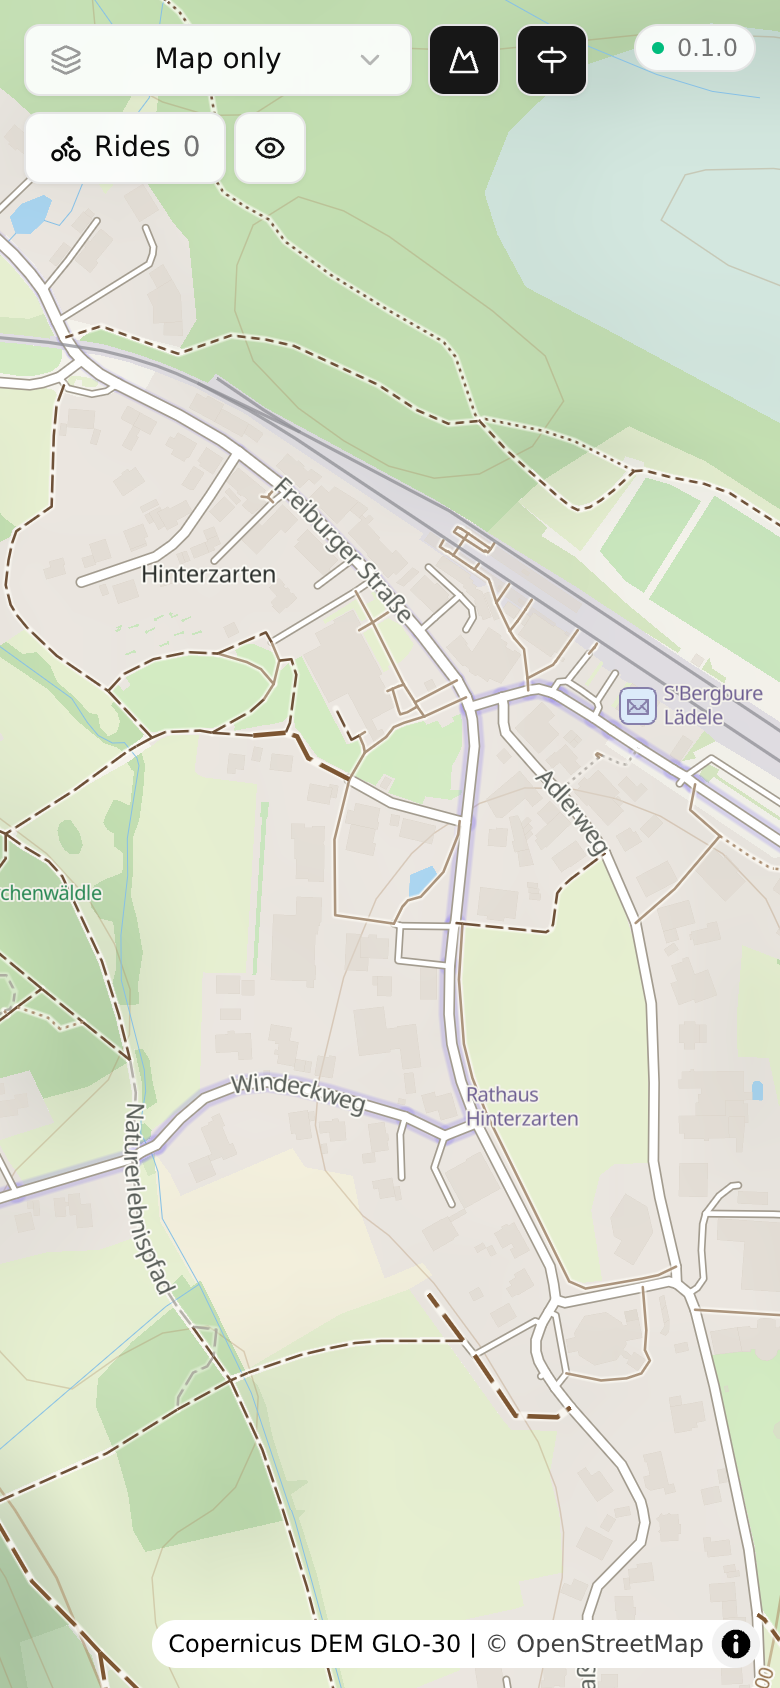 Map only
0.1.0
Rides 0
Freiburger Straße
Hinterzarten
S'Bergbure
Lädele
Adlerweg
chenwäldle
Windeckweg
Rathaus
Hinterzarten
Naturerlebnispfad
Copernicus DEM GLO-30 | © OpenStreetMap